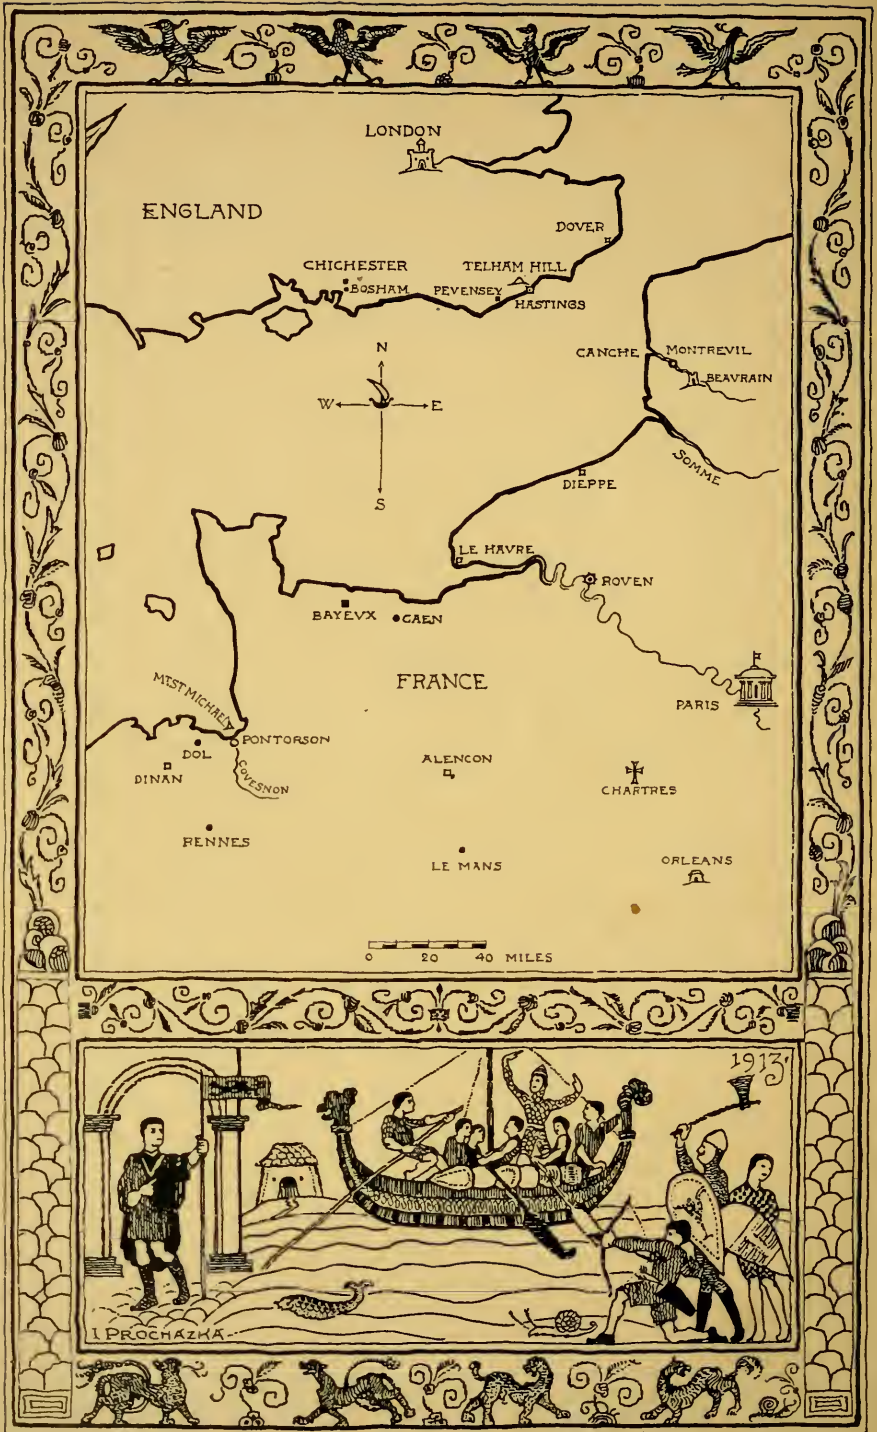 LONDON
ENGLAND
DOVER
CHICHESTER
TELHAM HILL
BOSHAM
PEVENSEY
HASTINGS
N
CANCHE
MONTREVIL
BEAVRAIN
W
E
SOMME
DIEPPE
S
LE HAVRE
ROVEN
BAYEVX
CAEN
FRANCE
MT. ST MICHAEL
PARIS
PONTORSON
DOL
ALENCON
DINAN
COVESNON
CHARTRES
RENNES
LE MANS
ORLEANS
0 20 40 MILES
1913
I PROCHÁZKA